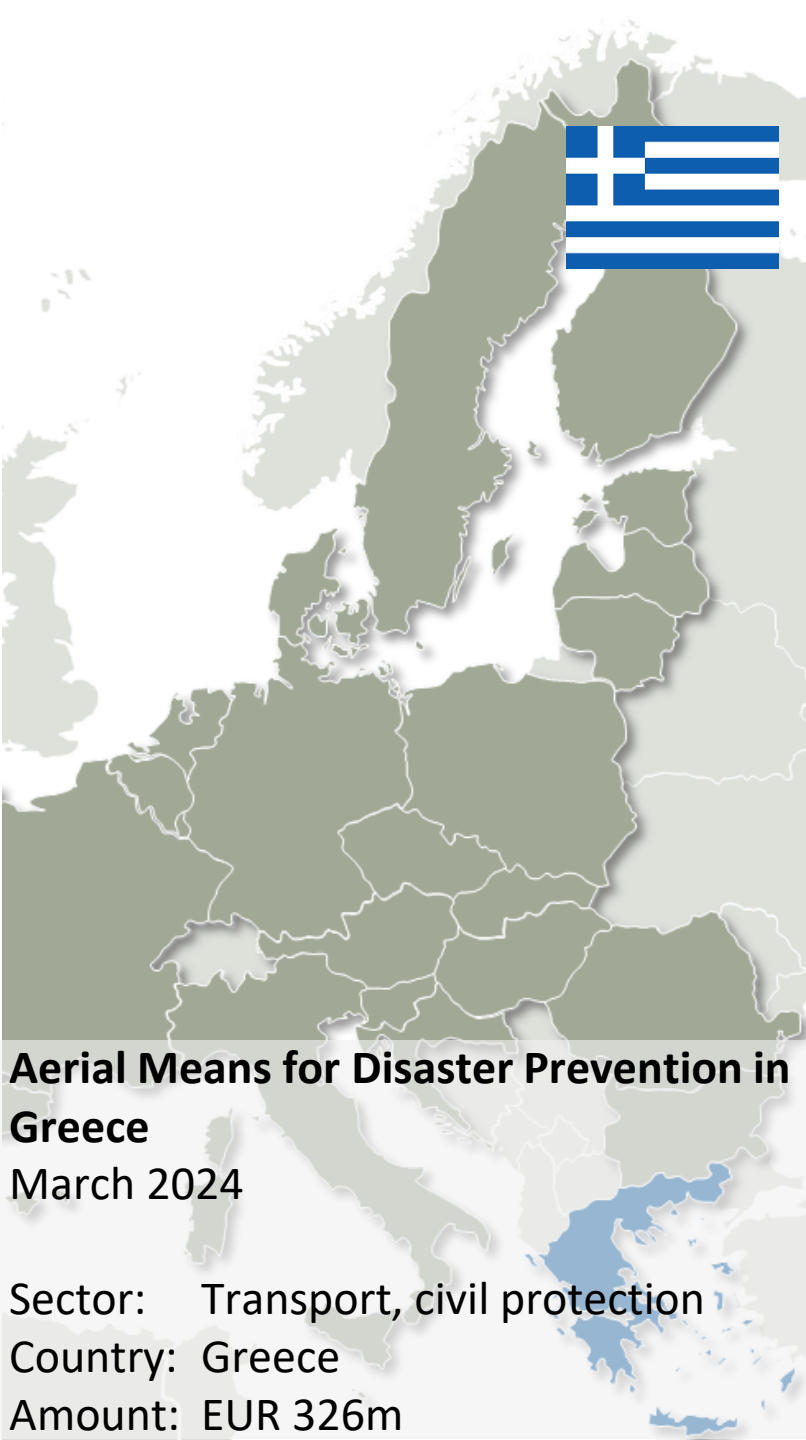 Aerial Means for Disaster Prevention in
Greece
March 2024
Sector: Transport, civil protection
Country: Greece
Amount: EUR 326m